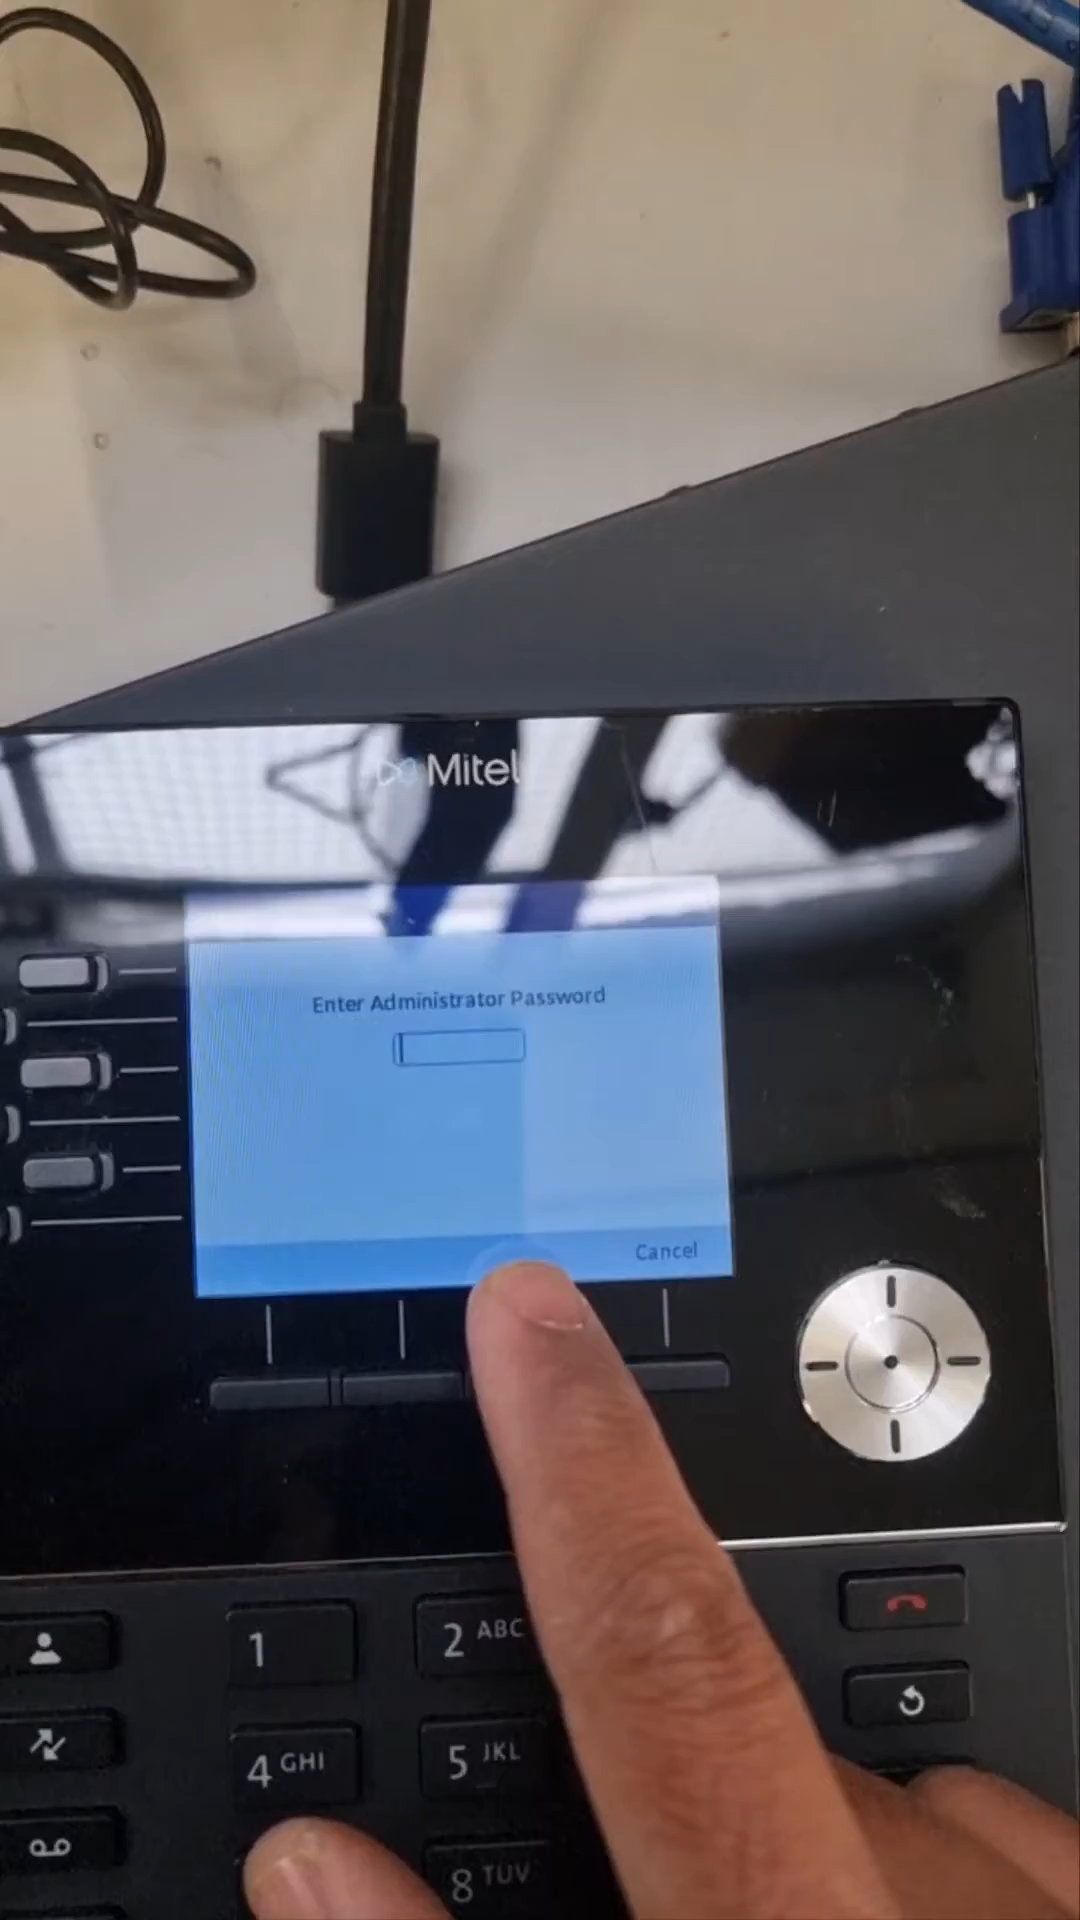 Mitel
Enter Administrator Password
Cancel
1
2 ABC
4 GHI
5 JKL
8 TUV